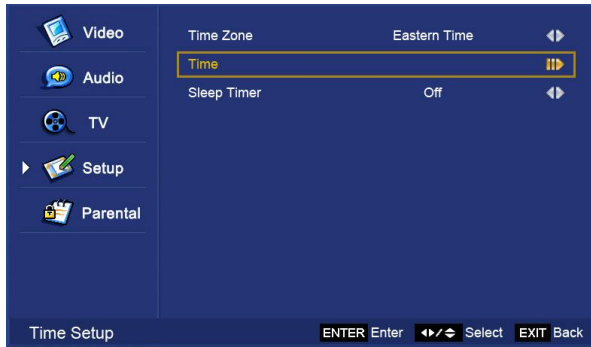 Video
Audio
TV
Setup
Parental
Time Zone Eastern Time
Time
Sleep Timer Off
Time Setup ENTER Enter Select EXIT Back